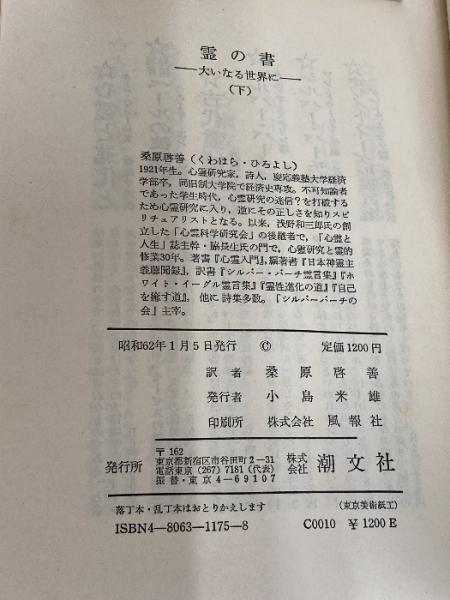 霊の書
──大いなる世界に──
(下)
桑原啓善(くわはら・ひろよし)
1921年生。心霊研究家,詩人,慶応義塾大学経済
学部卒,同旧制大学院で経済史専攻。不可知論者
であった学生時代,心霊研究の迷信?を打破する
ため心霊研究に入り,逆にその正しさを知りスピ
リチュアリストとなる。以来,浅野和三郎氏の創
立した「心霊科学研究会」の後継者で,「心霊と
人生」誌主幹・脇長生氏の門で,心霊研究と霊的
修業30年。著書『心霊入門』,編著書『日本神霊主
義聴聞録』,訳書『シルバー・バーチ霊言集』『ホ
ワイト・イーグル霊言集』『霊性進化の道』『自己
を癒す道』,他に詩集多数。「シルバーバーチの
会」主宰。
昭和62年1月5日発行 © 定価1200円
訳者 桑原啓善
発行者 小島米雄
印刷所 株式会社 風報社
発行所 〒162 東京都新宿区市谷田町2-31 電話東京(267)7181(代表) 振替・東京4-69107 株式会社 潮文社
落丁本・乱丁本はおとりかえします (東京美術紙工)
ISBN4-8063-1175-8 C0010 ¥1200E